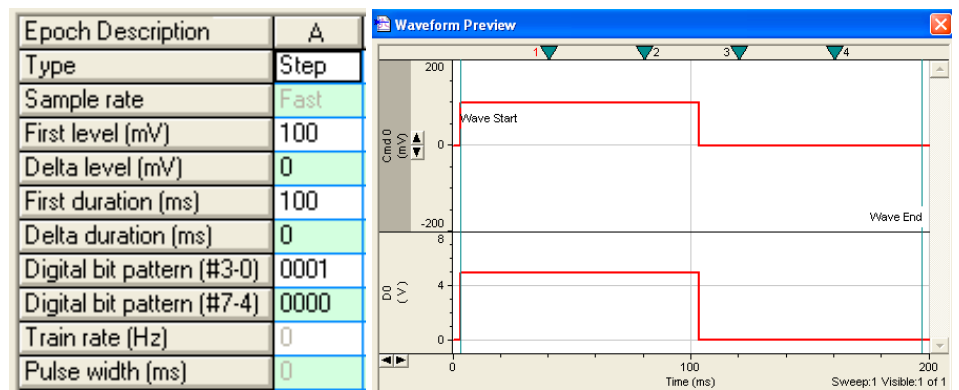 Epoch Description A
Type Step
Sample rate Fast
First level (mV) 100
Delta level (mV) 0
First duration (ms) 100
Delta duration (ms) 0
Digital bit pattern (#3-0) 0001
Digital bit pattern (#7-4) 0000
Train rate (Hz) 0
Pulse width (ms) 0
Waveform Preview
1 2 3 4
200
Wave Start
Cmd 0
(mV)
0
-200
Wave End
8
D0
(V)
4
0
0 100 200
Time (ms)
Sweep:1 Visible:1 of 1